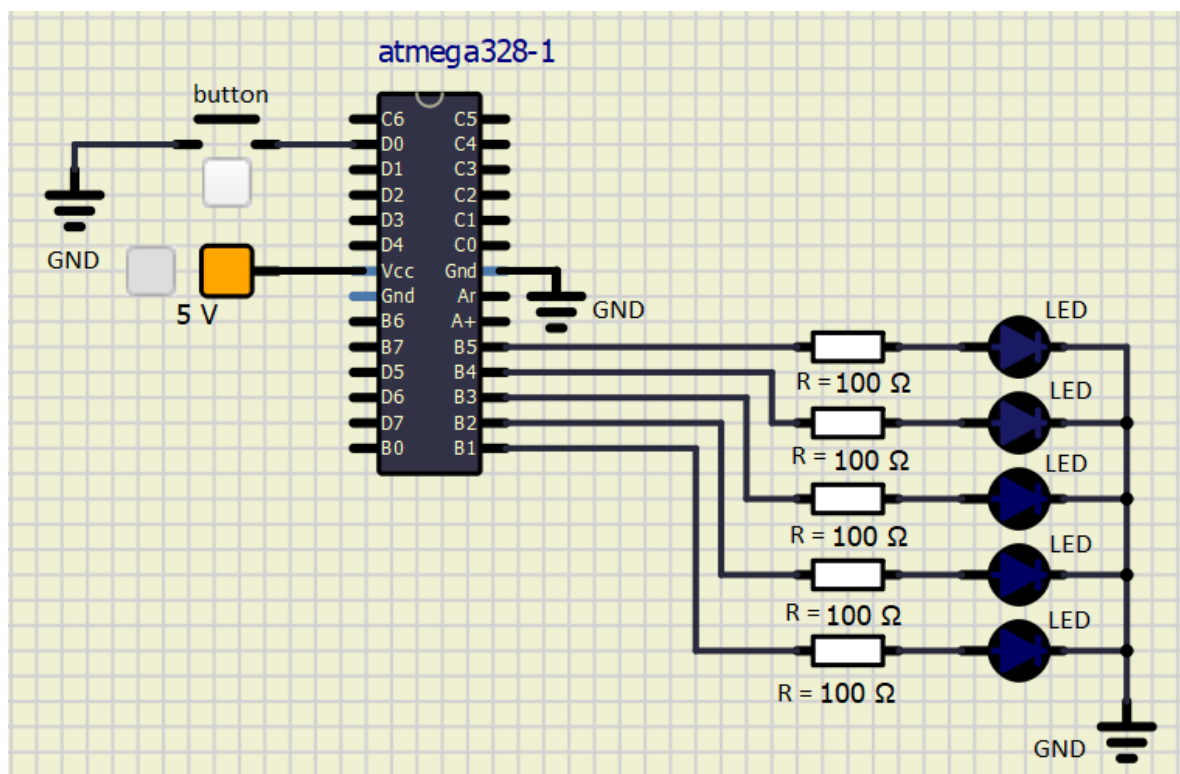 atmega328-1
button
C6 C5
D0 C4
D1 C3
D2 C2
D3 C1
D4 C0
GND
Vcc Gnd
Gnd Ar
5 V
GND
B6 A+
B7 B5
D5 B4
D6 B3
D7 B2
B0 B1
LED
R = 100 Ω
LED
R = 100 Ω
LED
R = 100 Ω
LED
R = 100 Ω
LED
R = 100 Ω
GND